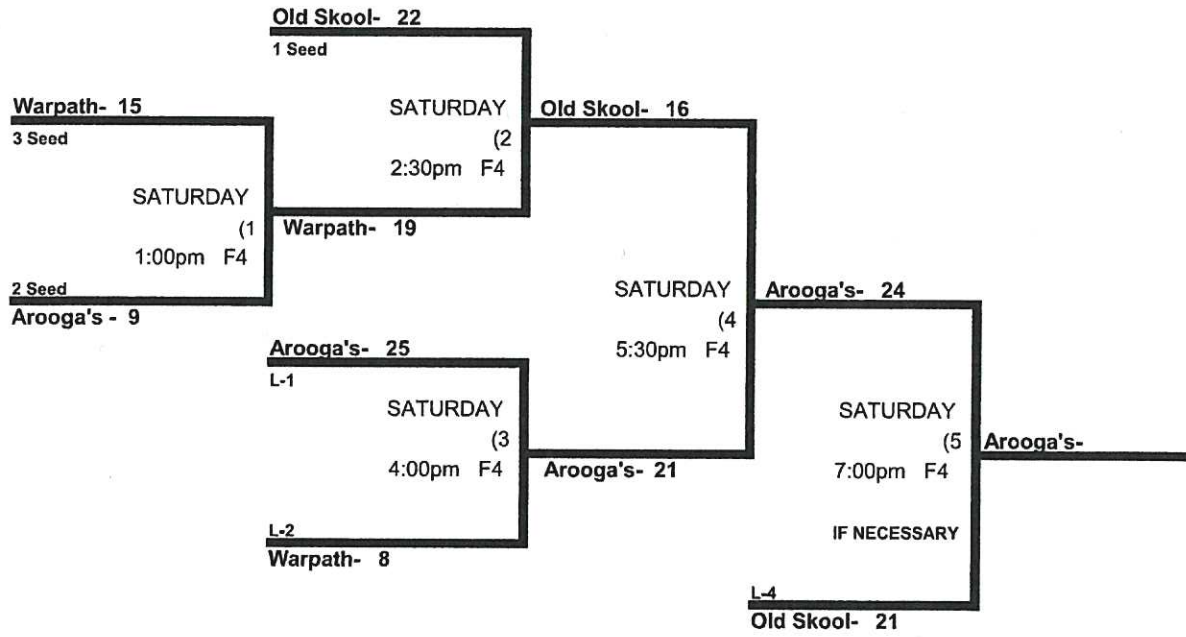 Old Skool- 22
1 Seed
Warpath- 15
3 Seed
SATURDAY
(2
2:30pm F4
Old Skool- 16
SATURDAY
(1
1:00pm F4
Warpath- 19
2 Seed
Arooga's - 9
SATURDAY
(4
5:30pm F4
Arooga's- 24
Arooga's- 25
L-1
SATURDAY
(3
4:00pm F4
Arooga's- 21
SATURDAY
(5
7:00pm F4
IF NECESSARY
Arooga's-
L-2
Warpath- 8
L-4
Old Skool- 21